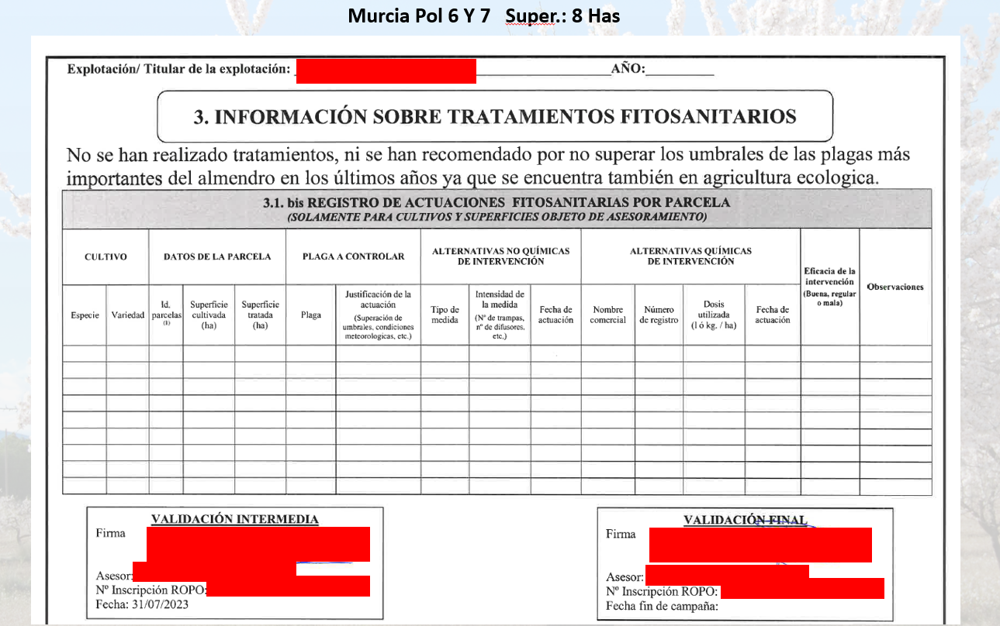 Murcia Pol 6 Y 7 Super.: 8 Has
Explotación/ Titular de la explotación: AÑO:
3. INFORMACIÓN SOBRE TRATAMIENTOS FITOSANITARIOS
No se han realizado tratamientos, ni se han recomendado por no superar los umbrales de las plagas más
importantes del almendro en los últimos años ya que se encuentra también en agricultura ecologica.
3.1. bis REGISTRO DE ACTUACIONES FITOSANITARIAS POR PARCELA
(SOLAMENTE PARA CULTIVOS Y SUPERFICIES OBJETO DE ASESORAMIENTO)
CULTIVO
DATOS DE LA PARCELA
PLAGA A CONTROLAR
ALTERNATIVAS NO QUÍMICAS
DE INTERVENCIÓN
ALTERNATIVAS QUÍMICAS
DE INTERVENCIÓN
Eficacia de la
intervención
(Buena, regular
o mala)
Observaciones
Especie
Variedad
Id.
parcelas
(1)
Superficie
cultivada
(ha)
Superficie
tratada
(ha)
Plaga
Justificación de la
actuación
(Superación de
umbrales, condiciones
meteorologicas, etc.)
Tipo de
medida
Intensidad de
la medida
(Nº de trampas,
nº de difusores,
etc.)
Fecha de
actuación
Nombre
comercial
Número
de registro
Dosis
utilizada
(l ó kg. / ha)
Fecha de
actuación
VALIDACIÓN INTERMEDIA
Firma
Asesor:
Nº Inscripción ROPO:
Fecha: 31/07/2023
VALIDACIÓN FINAL
Firma
Asesor:
Nº Inscripción ROPO:
Fecha fin de campaña: